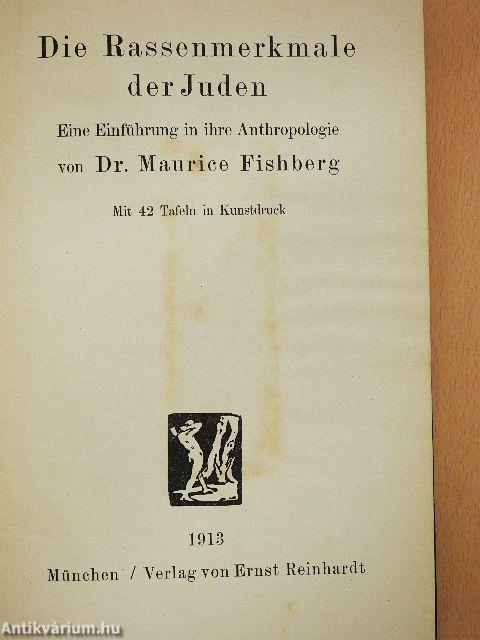 Die Rassenmerkmale
der Juden
Eine Einführung in ihre Anthropologie
von Dr. Maurice Fishberg
Mit 42 Tafeln in Kunstdruck
1913
München / Verlag von Ernst Reinhardt
Antikvárium.hu